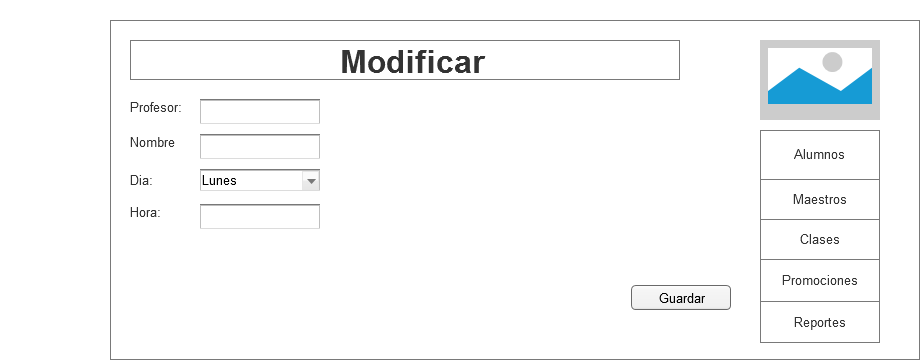 Modificar
Profesor:
Nombre
Dia:
Lunes
Hora:
Guardar
Alumnos
Maestros
Clases
Promociones
Reportes